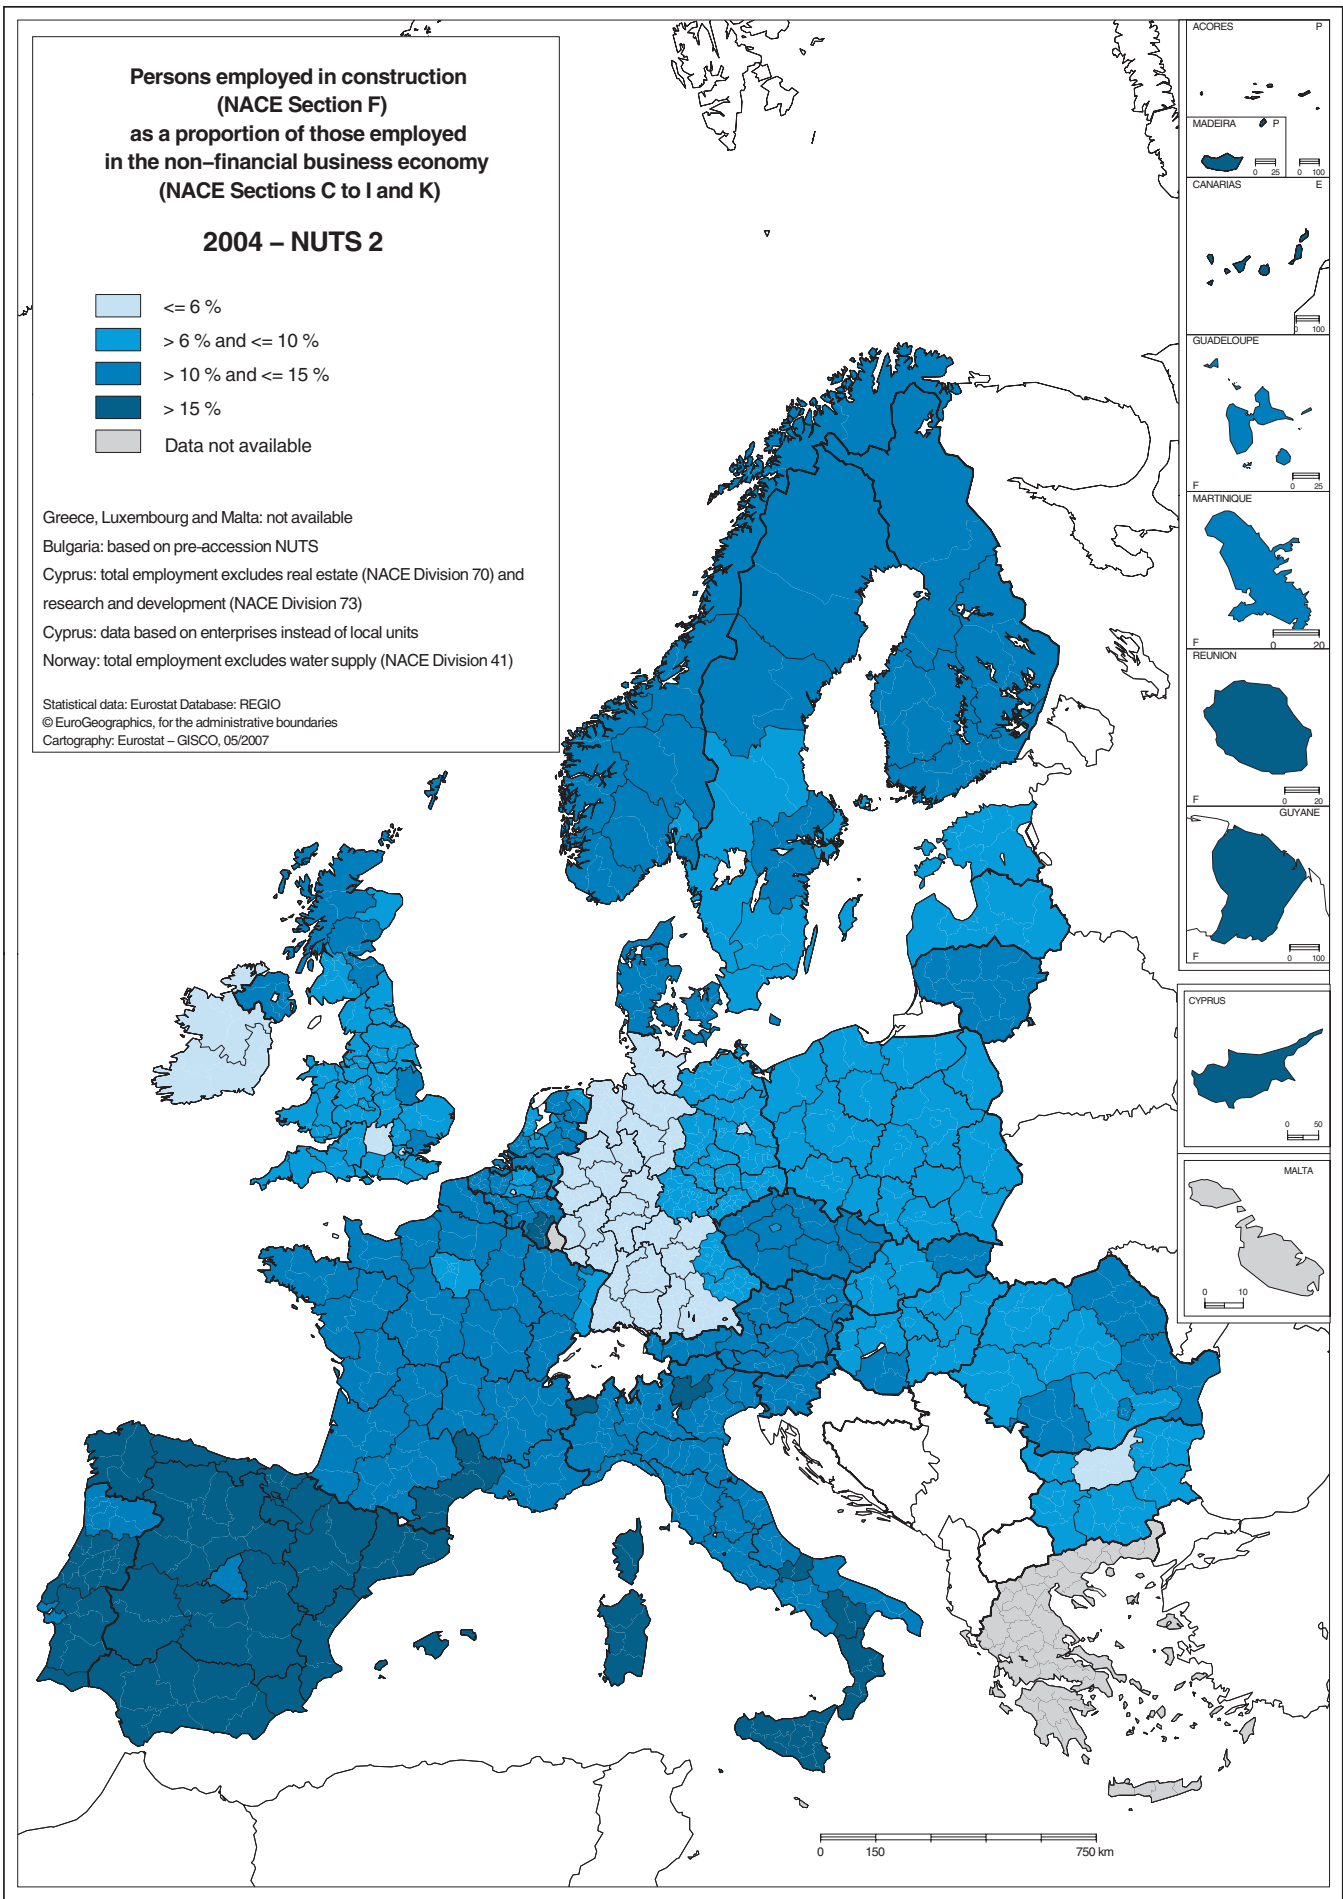 Persons employed in construction
(NACE Section F)
as a proportion of those employed
in the non–financial business economy
(NACE Sections C to I and K)
2004 – NUTS 2
<= 6 %
> 6 % and <= 10 %
> 10 % and <= 15 %
> 15 %
Data not available
Greece, Luxembourg and Malta: not available
Bulgaria: based on pre-accession NUTS
Cyprus: total employment excludes real estate (NACE Division 70) and
research and development (NACE Division 73)
Cyprus: data based on enterprises instead of local units
Norway: total employment excludes water supply (NACE Division 41)
Statistical data: Eurostat Database: REGIO
© EuroGeographics, for the administrative boundaries
Cartography: Eurostat – GISCO, 05/2007
ACORES P
MADEIRA P
0 25 0 100
CANARIAS E
0 100
GUADELOUPE
F 0 25
MARTINIQUE
F 0 20
REUNION
F 0 20
GUYANE
F 0 100
CYPRUS
0 50
MALTA
0 10
0 150 750 km